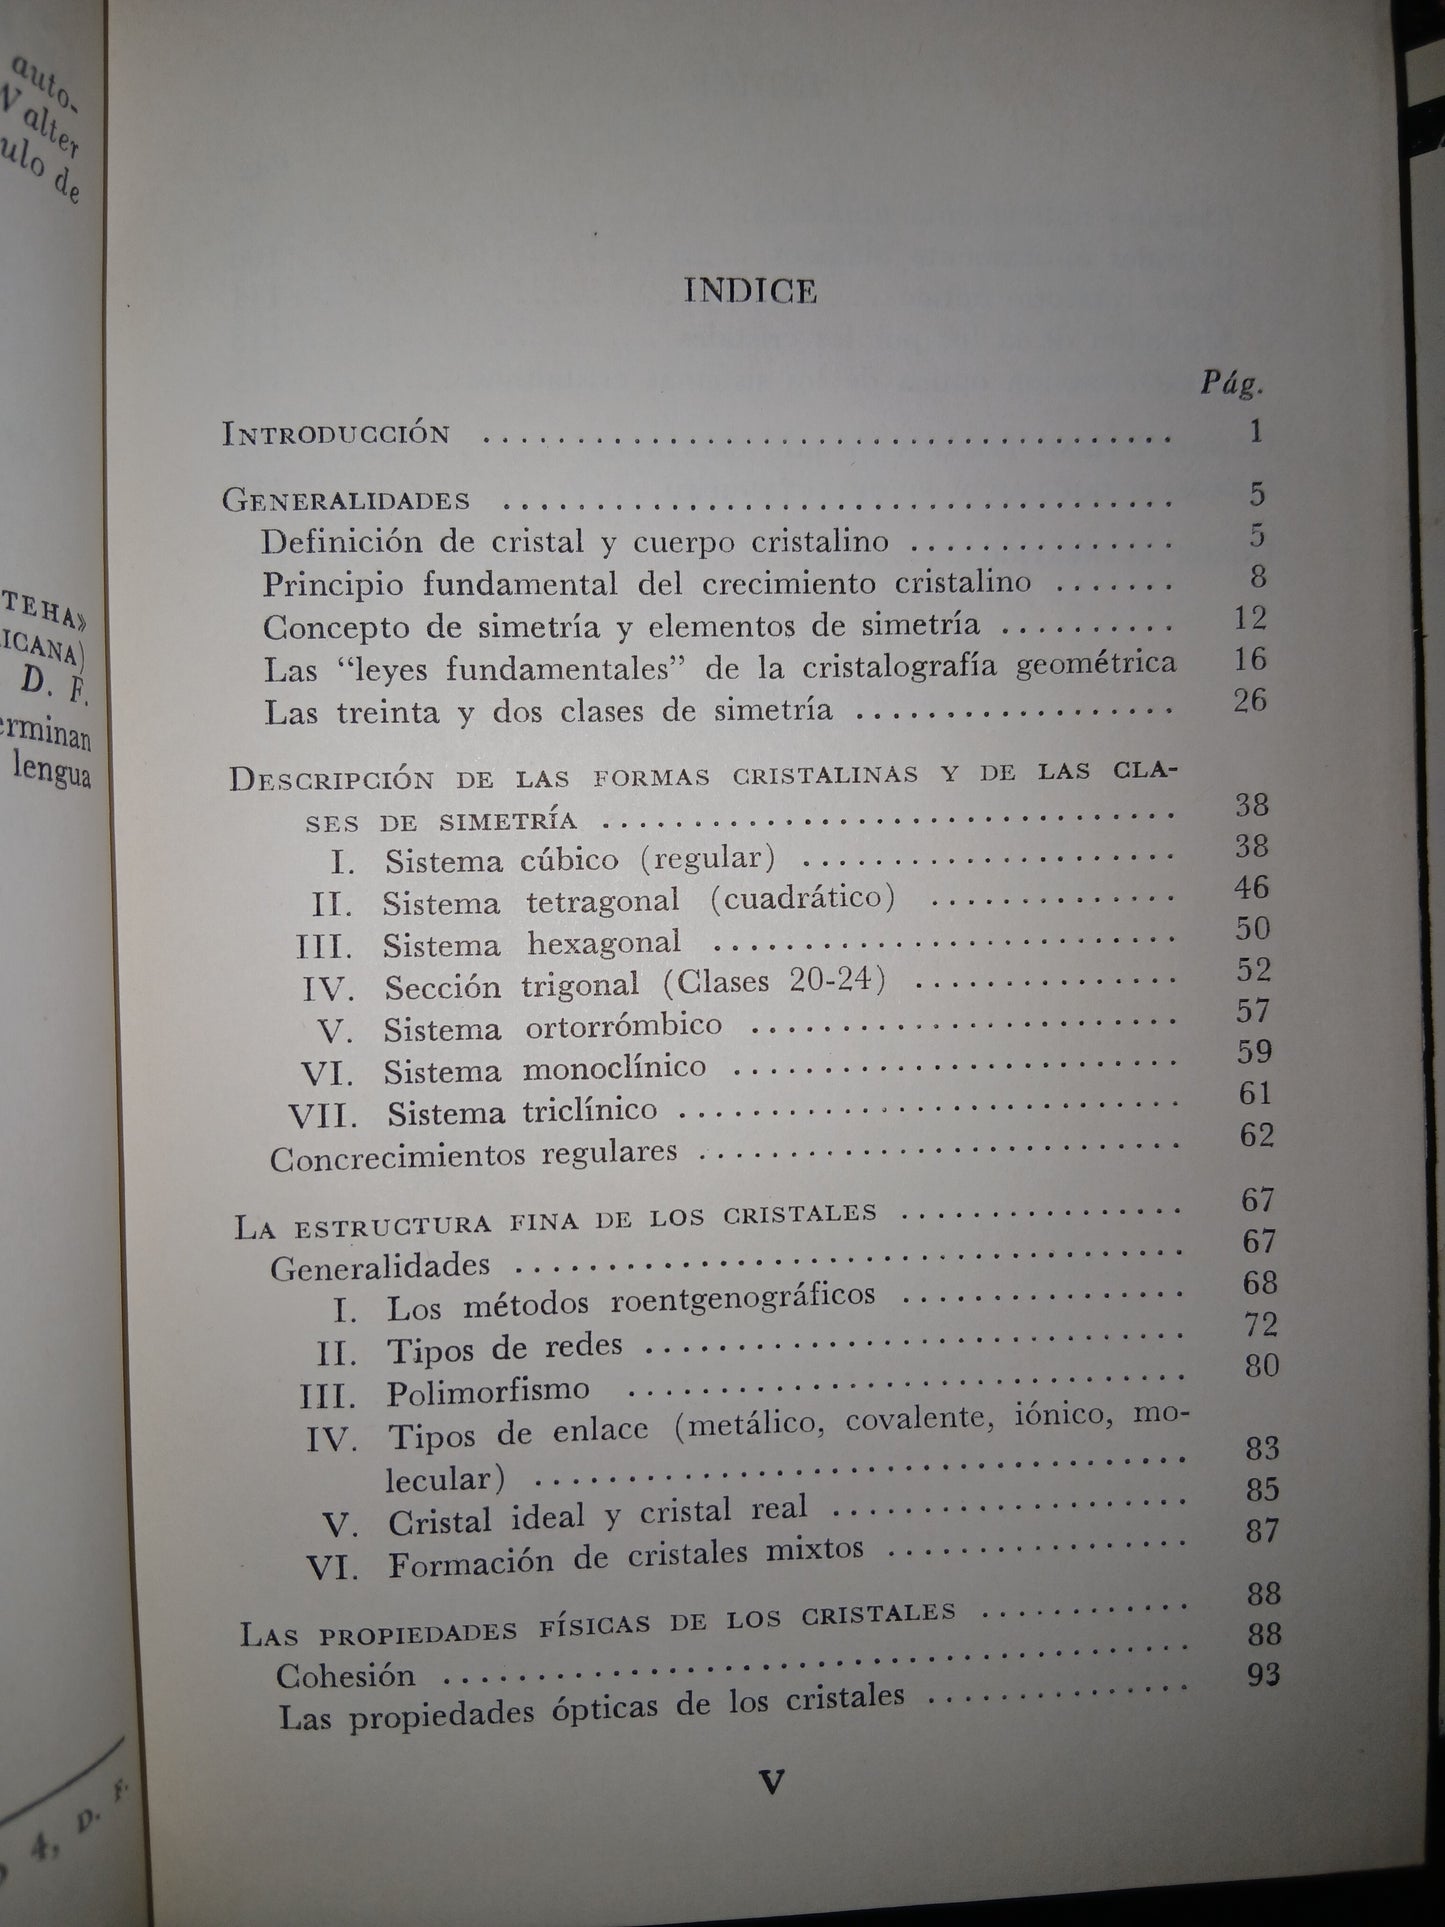 auto-
Walter
ulo de
TEHA»
ICANA)
D. F.
erminan
lengua
4, D. F.
INDICE
Pág.
INTRODUCCIÓN ........................................ 1
GENERALIDADES ...................................... 5
Definición de cristal y cuerpo cristalino ............... 5
Principio fundamental del crecimiento cristalino ....... 8
Concepto de simetría y elementos de simetría .......... 12
Las “leyes fundamentales” de la cristalografía geométrica 16
Las treinta y dos clases de simetría .................. 26
DESCRIPCIÓN DE LAS FORMAS CRISTALINAS Y DE LAS CLA-
SES DE SIMETRÍA ................................ 38
I. Sistema cúbico (regular) ..................... 38
II. Sistema tetragonal (cuadrático) .............. 46
III. Sistema hexagonal .......................... 50
IV. Sección trigonal (Clases 20-24) ............... 52
V. Sistema ortorrómbico ........................ 57
VI. Sistema monoclínico ......................... 59
VII. Sistema triclínico ............................ 61
Concrecimientos regulares ........................... 62
LA ESTRUCTURA FINA DE LOS CRISTALES ................ 67
Generalidades ..................................... 67
I. Los métodos roentgenográficos ................ 68
II. Tipos de redes .............................. 72
III. Polimorfismo ............................... 80
IV. Tipos de enlace (metálico, covalente, iónico, mo-
lecular) .................................... 83
V. Cristal ideal y cristal real .................... 85
VI. Formación de cristales mixtos ................. 87
LAS PROPIEDADES FÍSICAS DE LOS CRISTALES ............ 88
Cohesión ......................................... 88
Las propiedades ópticas de los cristales ............... 93
V